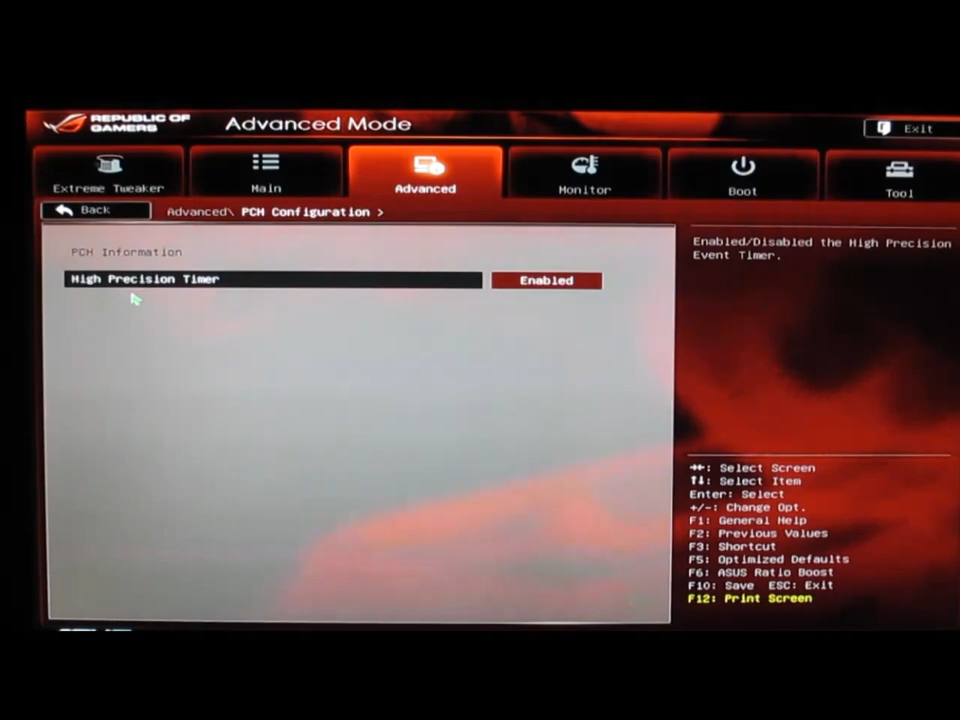 REPUBLIC OF
GAMERS
Advanced Mode
Exit
Extreme Tweaker
Main
Advanced
Monitor
Boot
Tool
Back
Advanced\ PCH Configuration >
PCH Information
High Precision Timer
Enabled
Enabled/Disabled the High Precision
Event Timer.
→←: Select Screen
↑↓: Select Item
Enter: Select
+/-: Change Opt.
F1: General Help
F2: Previous Values
F3: Shortcut
F5: Optimized Defaults
F6: ASUS Ratio Boost
F10: Save ESC: Exit
F12: Print Screen